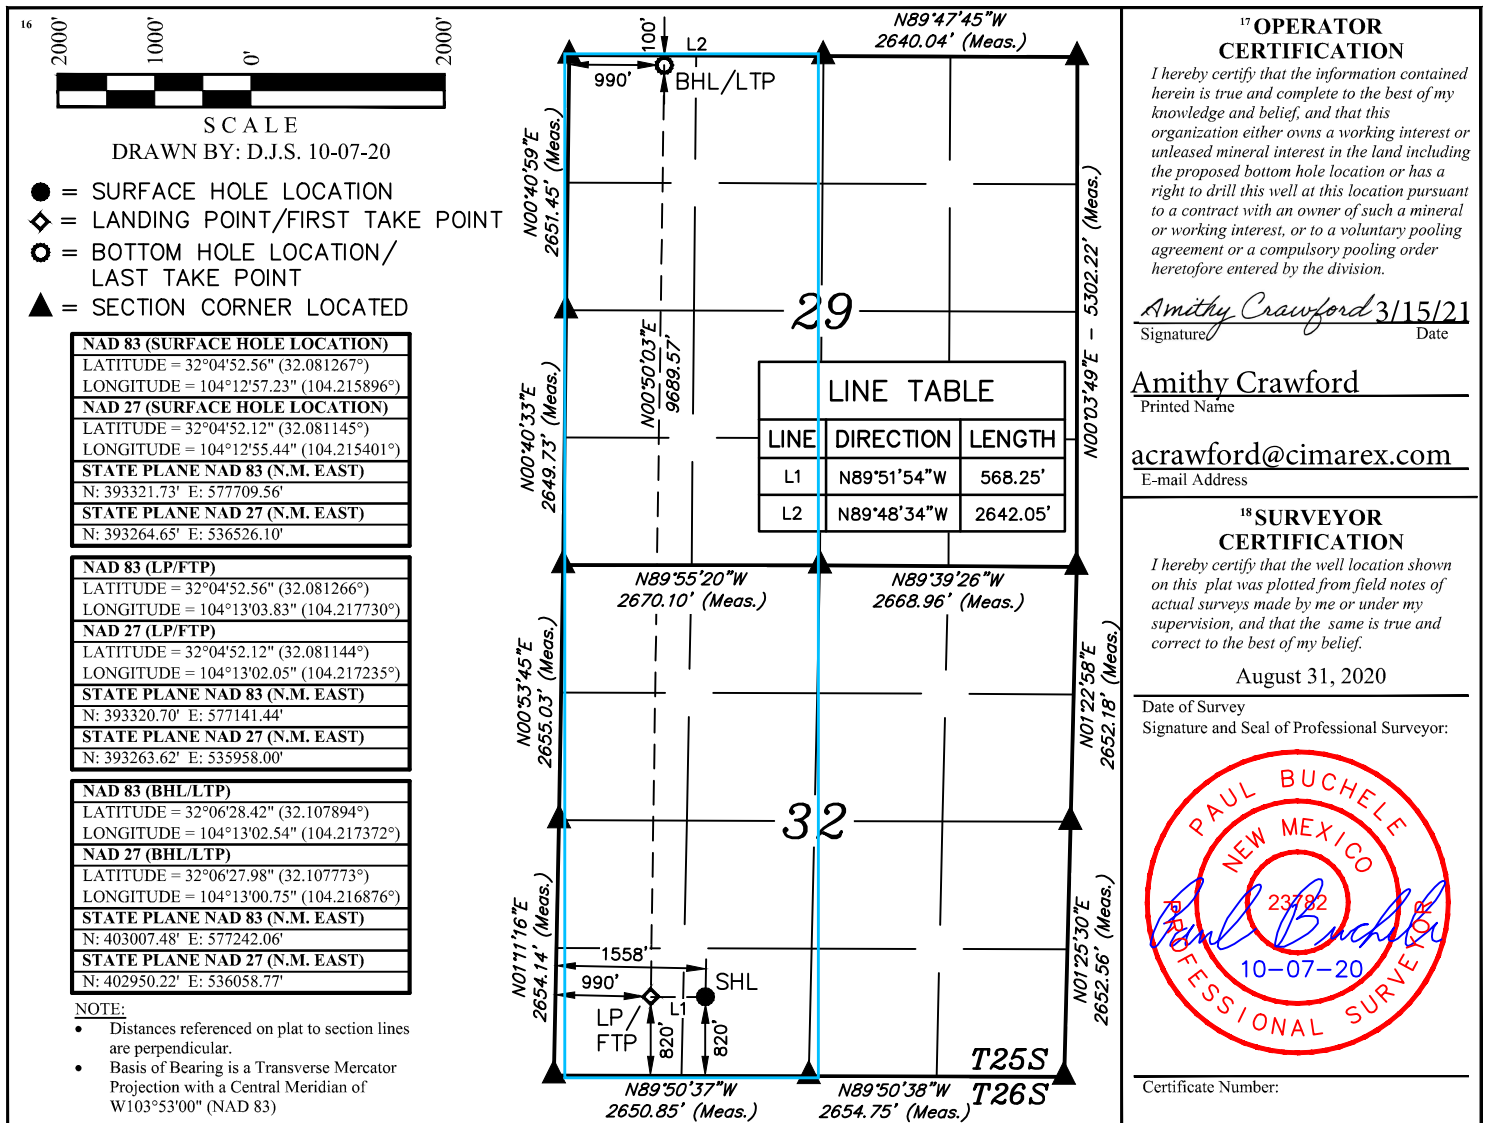 16
2000'
1000'
0'
2000'
SCALE
DRAWN BY: D.J.S. 10-07-20
= SURFACE HOLE LOCATION
= LANDING POINT/FIRST TAKE POINT
= BOTTOM HOLE LOCATION/
LAST TAKE POINT
= SECTION CORNER LOCATED
NAD 83 (SURFACE HOLE LOCATION)
LATITUDE = 32°04'52.56" (32.081267°)
LONGITUDE = 104°12'57.23" (104.215896°)
NAD 27 (SURFACE HOLE LOCATION)
LATITUDE = 32°04'52.12" (32.081145°)
LONGITUDE = 104°12'55.44" (104.215401°)
STATE PLANE NAD 83 (N.M. EAST)
N: 393321.73' E: 577709.56'
STATE PLANE NAD 27 (N.M. EAST)
N: 393264.65' E: 536526.10'
NAD 83 (LP/FTP)
LATITUDE = 32°04'52.56" (32.081266°)
LONGITUDE = 104°13'03.83" (104.217730°)
NAD 27 (LP/FTP)
LATITUDE = 32°04'52.12" (32.081144°)
LONGITUDE = 104°13'02.05" (104.217235°)
STATE PLANE NAD 83 (N.M. EAST)
N: 393320.70' E: 577141.44'
STATE PLANE NAD 27 (N.M. EAST)
N: 393263.62' E: 535958.00'
NAD 83 (BHL/LTP)
LATITUDE = 32°06'28.42" (32.107894°)
LONGITUDE = 104°13'02.54" (104.217372°)
NAD 27 (BHL/LTP)
LATITUDE = 32°06'27.98" (32.107773°)
LONGITUDE = 104°13'00.75" (104.216876°)
STATE PLANE NAD 83 (N.M. EAST)
N: 403007.48' E: 577242.06'
STATE PLANE NAD 27 (N.M. EAST)
N: 402950.22' E: 536058.77'
NOTE:
• Distances referenced on plat to section lines
are perpendicular.
• Basis of Bearing is a Transverse Mercator
Projection with a Central Meridian of
W103°53'00" (NAD 83)
N89°47'45"W
2640.04' (Meas.)
100'
L2
990'
BHL/LTP
N00°40'59"E
2651.45' (Meas.)
N00°03'49"E - 5302.22' (Meas.)
29
N00°50'03"E
9689.57'
N00°40'33"E
2649.73' (Meas.)
LINE TABLE
LINE DIRECTION LENGTH
L1 N89°51'54"W 568.25'
L2 N89°48'34"W 2642.05'
N89°55'20"W
2670.10' (Meas.)
N89°39'26"W
2668.96' (Meas.)
N00°53'45"E
2655.03' (Meas.)
N01°22'58"E
2652.18' (Meas.)
32
N01°11'16"E
2654.14' (Meas.)
N01°25'30"E
2652.56' (Meas.)
1558'
990'
SHL
LP/
FTP
L1
820'
820'
T25S
T26S
N89°50'37"W
2650.85' (Meas.)
N89°50'38"W
2654.75' (Meas.)
17 OPERATOR
CERTIFICATION
I hereby certify that the information contained
herein is true and complete to the best of my
knowledge and belief, and that this
organization either owns a working interest or
unleased mineral interest in the land including
the proposed bottom hole location or has a
right to drill this well at this location pursuant
to a contract with an owner of such a mineral
or working interest, or to a voluntary pooling
agreement or a compulsory pooling order
heretofore entered by the division.
Amithy Crawford 3/15/21
Signature Date
Amithy Crawford
Printed Name
acrawford@cimarex.com
E-mail Address
18 SURVEYOR
CERTIFICATION
I hereby certify that the well location shown
on this plat was plotted from field notes of
actual surveys made by me or under my
supervision, and that the same is true and
correct to the best of my belief.
August 31, 2020
Date of Survey
Signature and Seal of Professional Surveyor:
PAUL BUCHELE
NEW MEXICO
23782
Paul Buchele
10-07-20
PROFESSIONAL SURVEYOR
Certificate Number: